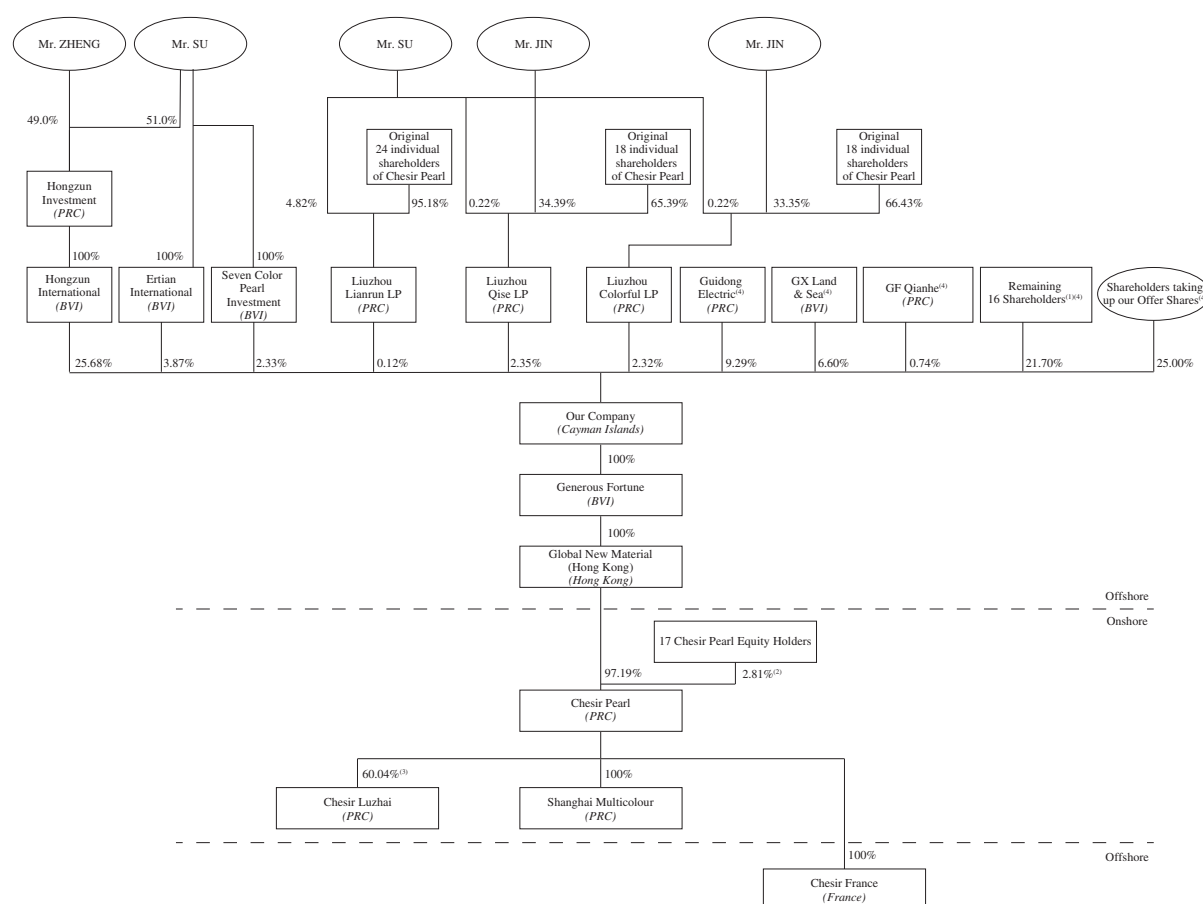 Mr. ZHENG
Mr. SU
Mr. SU
Mr. JIN
Mr. JIN
49.0%
51.0%
Original
24 individual
shareholders
of Chesir Pearl
Original
18 individual
shareholders
of Chesir Pearl
Original
18 individual
shareholders
of Chesir Pearl
Hongzun
Investment
(PRC)
4.82%
95.18%
0.22%
34.39%
65.39%
0.22%
33.35%
66.43%
100%
100%
100%
Hongzun
International
(BVI)
Ertian
International
(BVI)
Seven Color
Pearl
Investment
(BVI)
Liuzhou
Lianrun LP
(PRC)
Liuzhou
Qise LP
(PRC)
Liuzhou
Colorful LP
(PRC)
Guidong
Electric(4)
(PRC)
GX Land
& Sea(4)
(BVI)
GF Qianhe(4)
(PRC)
Remaining
16 Shareholders(1)(4)
Shareholders taking
up our Offer Shares(4
25.68%
3.87%
2.33%
0.12%
2.35%
2.32%
9.29%
6.60%
0.74%
21.70%
25.00%
Our Company
(Cayman Islands)
100%
Generous Fortune
(BVI)
100%
Global New Material
(Hong Kong)
(Hong Kong)
Offshore
Onshore
17 Chesir Pearl Equity Holders
97.19%
2.81%(2)
Chesir Pearl
(PRC)
60.04%(3)
100%
Chesir Luzhai
(PRC)
Shanghai Multicolour
(PRC)
100%
Offshore
Chesir France
(France)